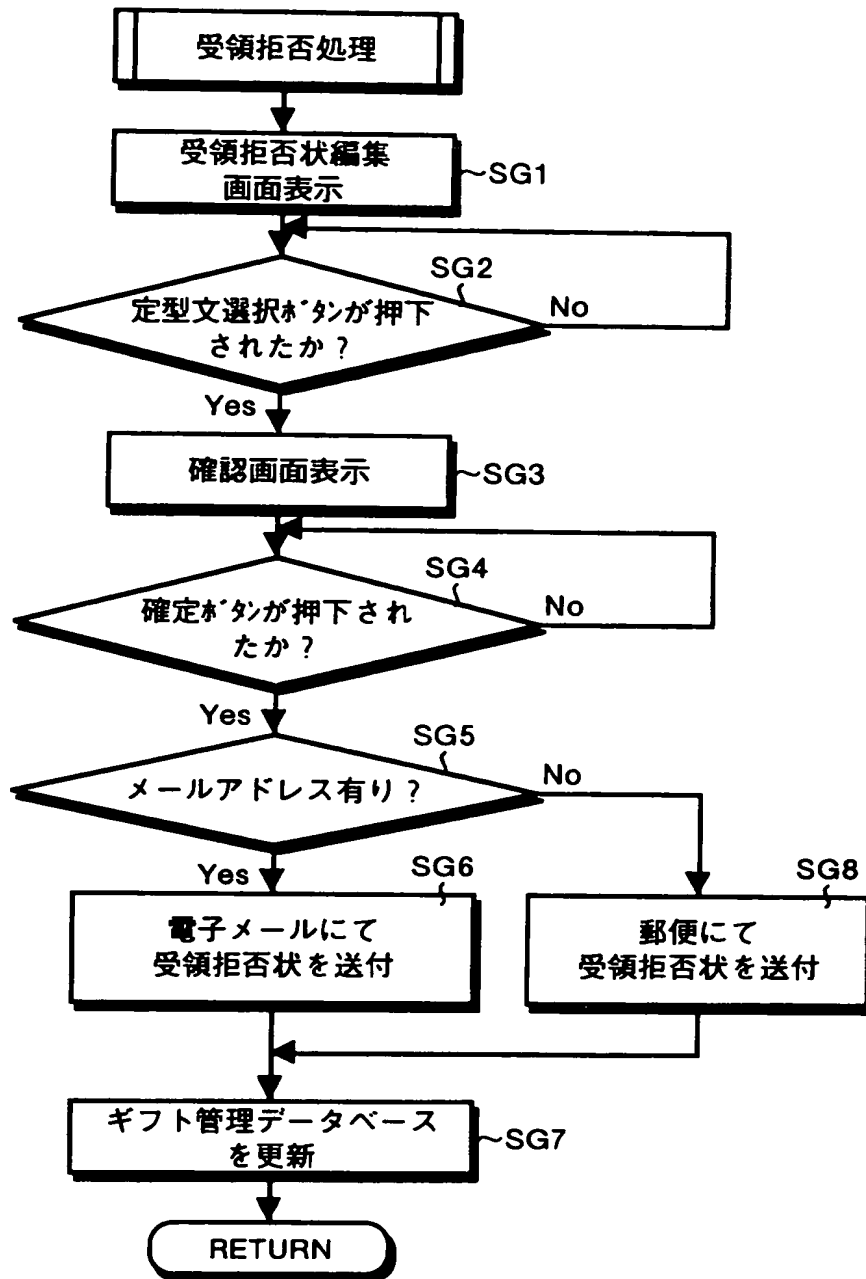 受領拒否処理
受領拒否状編集
画面表示
~SG1
SG2
定型文選択ﾎﾞﾀﾝが押下
されたか？
No
Yes
確認画面表示
~SG3
SG4
確定ﾎﾞﾀﾝが押下され
たか？
No
Yes
SG5
メールアドレス有り？
No
Yes
SG6
電子メールにて
受領拒否状を送付
SG8
郵便にて
受領拒否状を送付
ギフト管理データベース
を更新
~SG7
RETURN